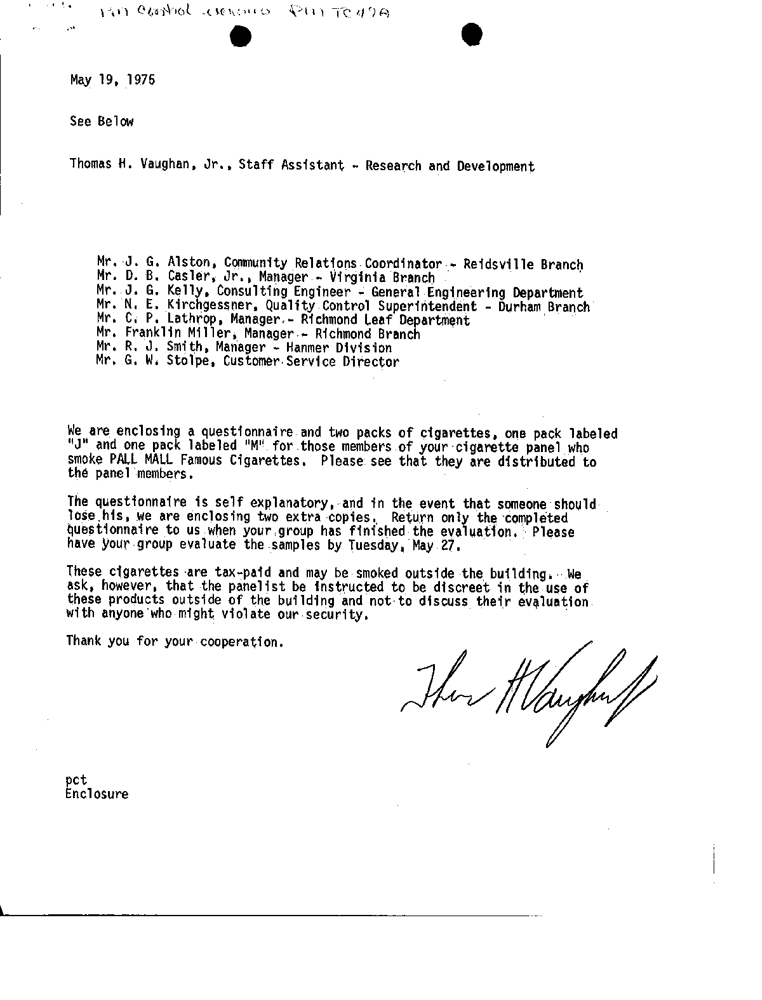 May 19, 1975
See Below
Thomas H. Vaughan, Jr., Staff Assistant - Research and Development
Mr. J. G. Alston, Community Relations Coordinator - Reidsville Branch
Mr. D. B. Casler, Jr., Manager - Virginia Branch
Mr. J. G. Kelly, Consulting Engineer - General Engineering Department
Mr. N. E. Kirchgessner, Quality Control Superintendent - Durham Branch
Mr. C. P. Lathrop, Manager - Richmond Leaf Department
Mr. Franklin Miller, Manager - Richmond Branch
Mr. R. J. Smith, Manager - Hanmer Division
Mr. G. W. Stolpe, Customer Service Director
We are enclosing a questionnaire and two packs of cigarettes, one pack labeled
"J" and one pack labeled "M" for those members of your cigarette panel who
smoke PALL MALL Famous Cigarettes. Please see that they are distributed to
the panel members.
The questionnaire is self explanatory, and in the event that someone should
lose his, we are enclosing two extra copies. Return only the completed
questionnaire to us when your group has finished the evaluation. Please
have your group evaluate the samples by Tuesday, May 27.
These cigarettes are tax-paid and may be smoked outside the building. We
ask, however, that the panelist be instructed to be discreet in the use of
these products outside of the building and not to discuss their evaluation
with anyone who might violate our security.
Thank you for your cooperation.
Thos H Vaughan Jr
pct
Enclosure